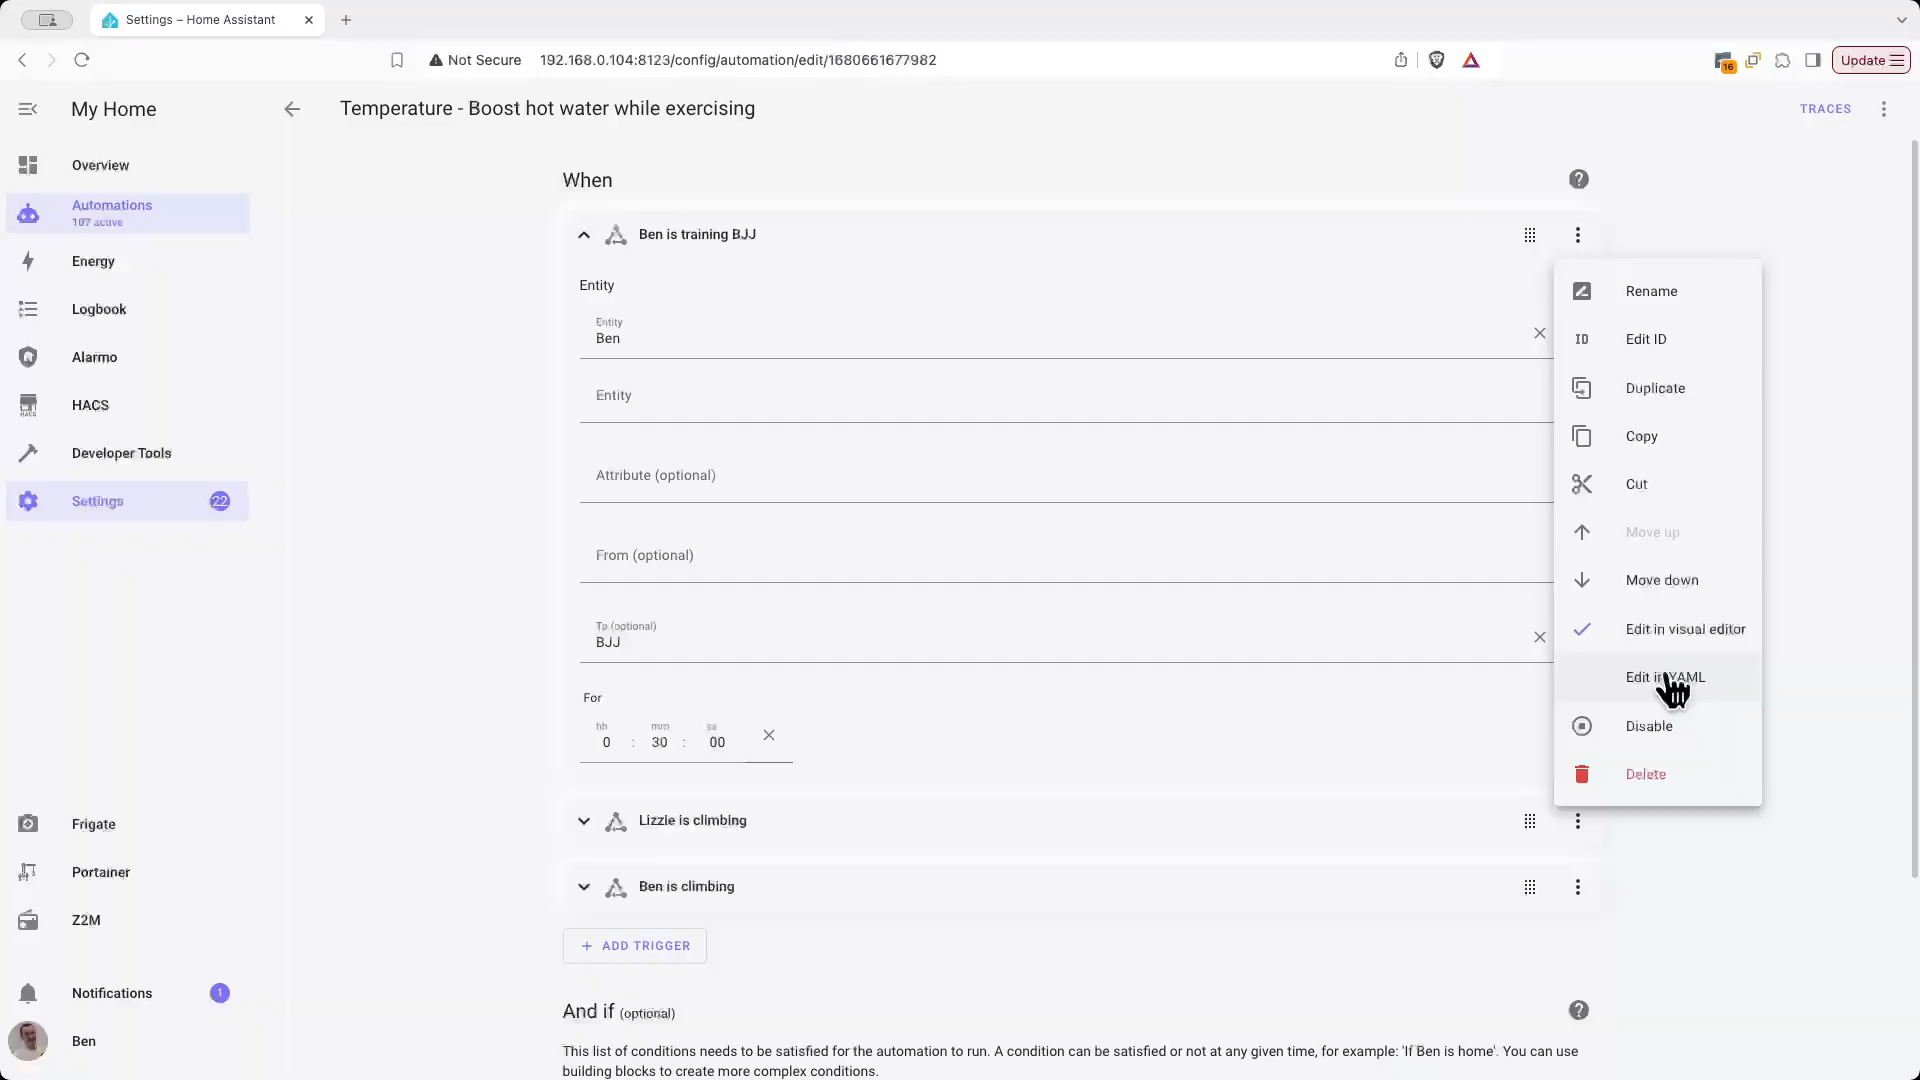 Settings – Home Assistant
Not Secure
192.168.0.104:8123/config/automation/edit/1680661677982
16
Update
My Home
Temperature - Boost hot water while exercising
TRACES
Overview
Automations
107 active
Energy
Logbook
Alarmo
HACS
HACS
Developer Tools
Settings
22
Frigate
Portainer
Z2M
Notifications
1
Ben
When
Ben is training BJJ
Entity
Entity
Ben
Entity
Attribute (optional)
From (optional)
To (optional)
BJJ
For
hh
mm
ss
0 : 30 : 00
Lizzie is climbing
Ben is climbing
+ ADD TRIGGER
And if (optional)
This list of conditions needs to be satisfied for the automation to run. A condition can be satisfied or not at any given time, for example: 'If Ben is home'. You can use
building blocks to create more complex conditions.
Rename
ID
Edit ID
Duplicate
Copy
Cut
Move up
Move down
Edit in visual editor
Edit in YAML
Disable
Delete